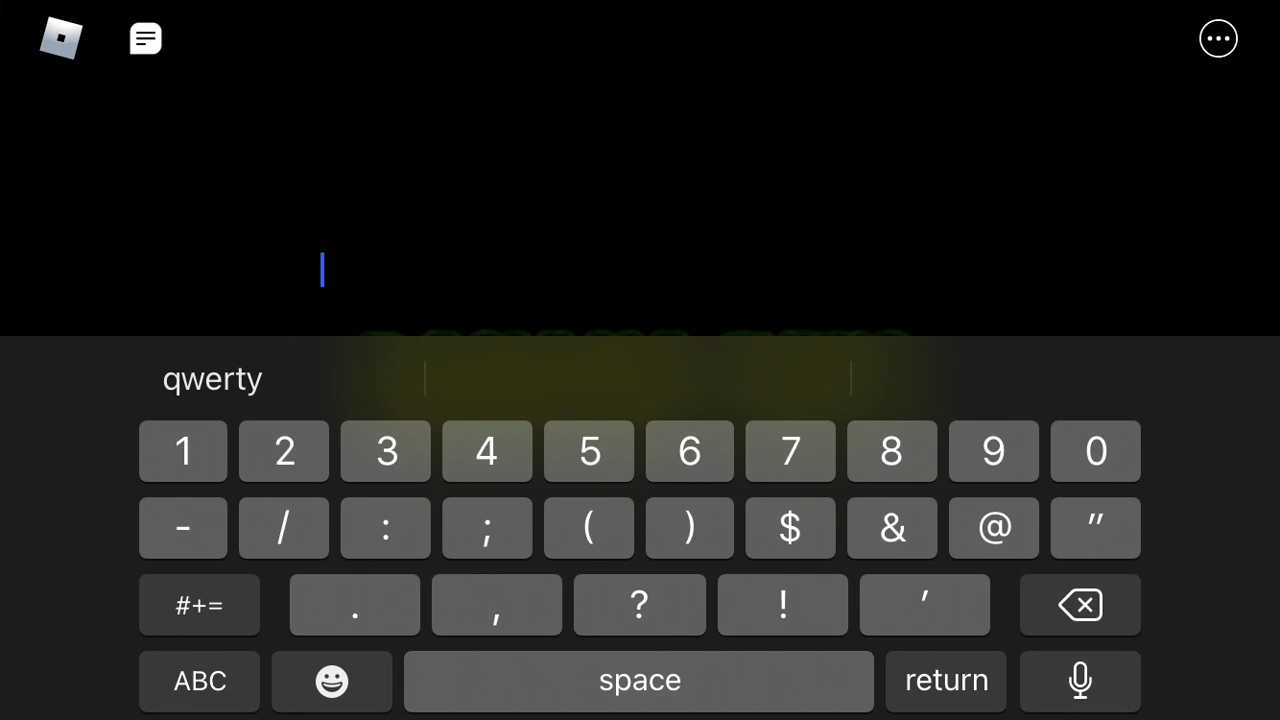 qwerty
1 2 3 4 5 6 7 8 9 0
- / : ; ( ) $ & @ "
#+= . , ? ! '
ABC space return